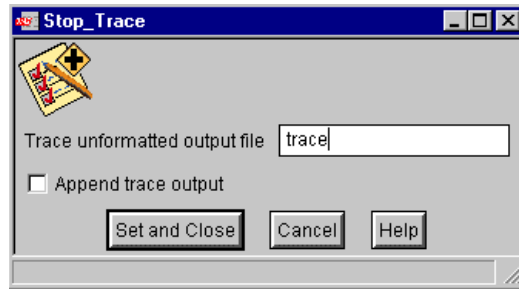 Stop_Trace
Trace unformatted output file trace
Append trace output
Set and Close Cancel Help